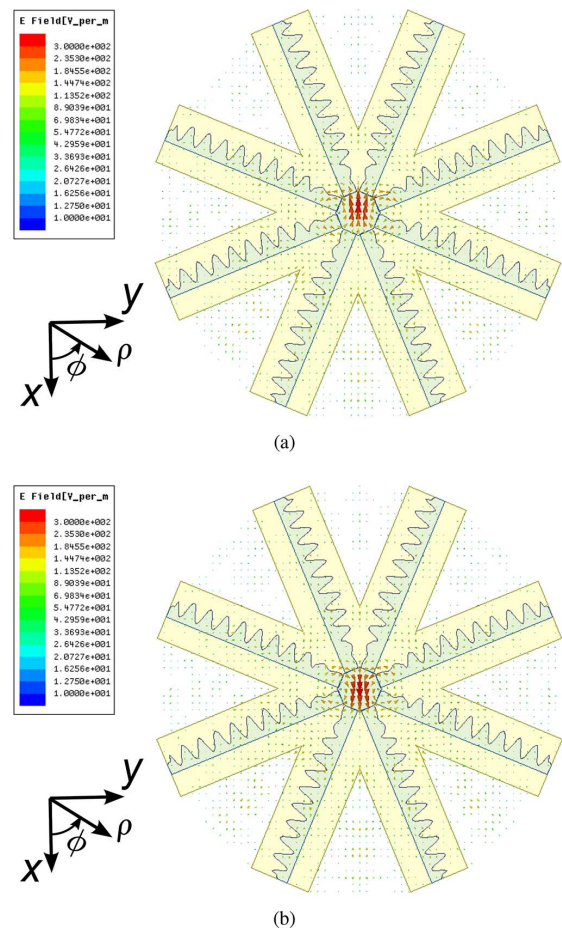 E Field[V_per_m
3.0000e+002
2.3530e+002
1.8455e+002
1.4474e+002
1.1352e+002
8.9039e+001
6.9834e+001
5.4772e+001
4.2959e+001
3.3693e+001
2.6426e+001
2.0727e+001
1.6256e+001
1.2750e+001
1.0000e+001
y
ϕ
ρ
x
(a)
E Field[V_per_m
3.0000e+002
2.3530e+002
1.8455e+002
1.4474e+002
1.1352e+002
8.9039e+001
6.9834e+001
5.4772e+001
4.2959e+001
3.3693e+001
2.6426e+001
2.0727e+001
1.6256e+001
1.2750e+001
1.0000e+001
y
ϕ
ρ
x
(b)